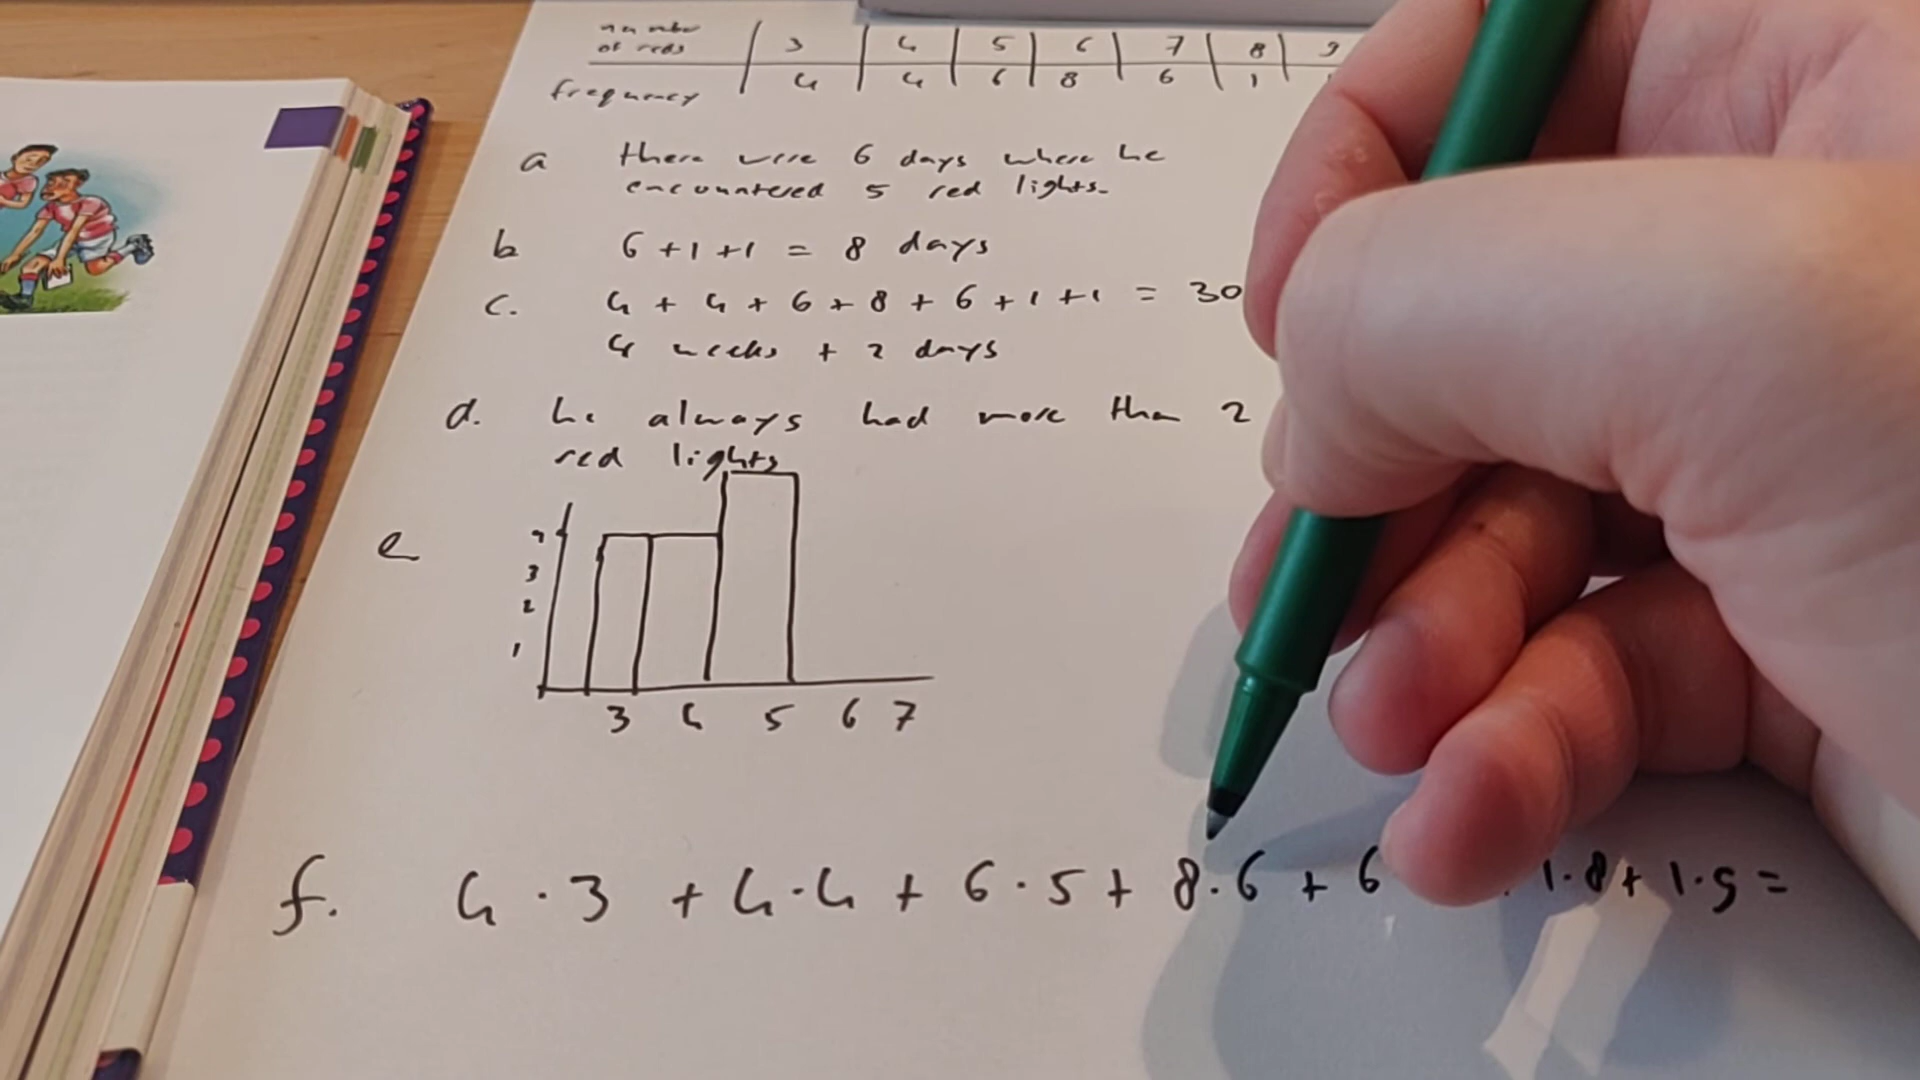 number
of reds 3 4 5 6 7 8 9
frequency 4 4 6 8 6 1
a there were 6 days where he
encountered 5 red lights.
b 6 + 1 + 1 = 8 days
c. 4 + 4 + 6 + 8 + 6 + 1 + 1 = 30
4 weeks + 2 days
d. he always had more than 2
red lights
e
4
3
2
1
3 4 5 6 7
f. 4 · 3 + 4 · 4 + 6 · 5 + 8 · 6 + 6 1 · 8 + 1 · 9 =